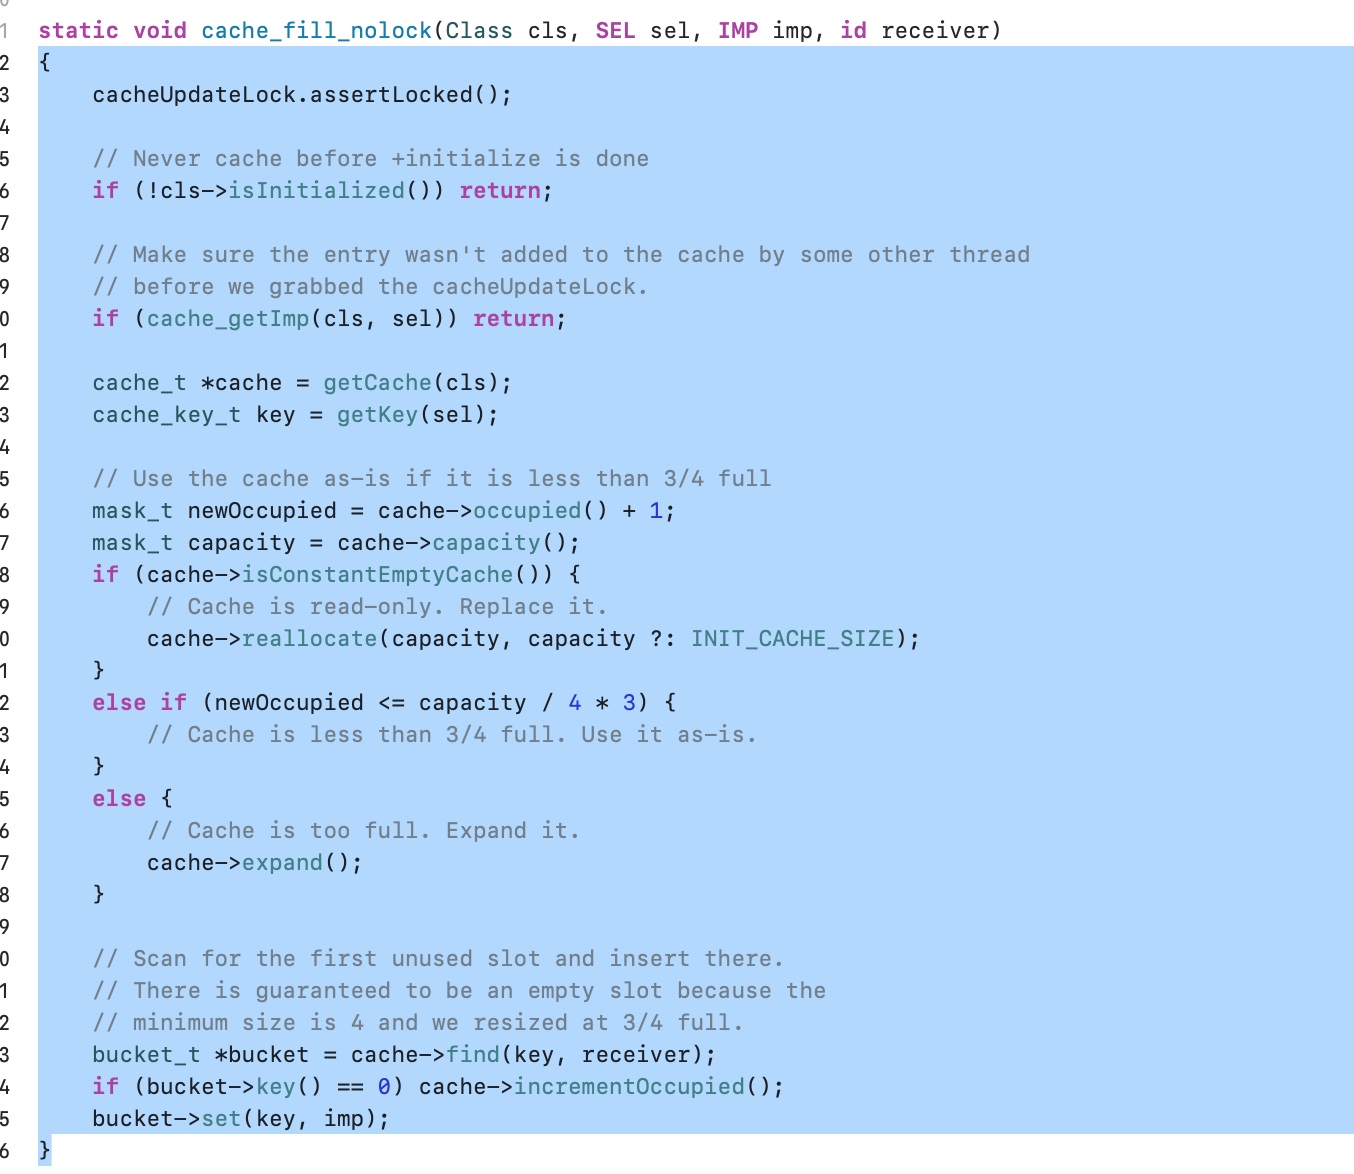 0
1 static void cache_fill_nolock(Class cls, SEL sel, IMP imp, id receiver)
2 {
3     cacheUpdateLock.assertLocked();
4
5     // Never cache before +initialize is done
6     if (!cls->isInitialized()) return;
7
8     // Make sure the entry wasn't added to the cache by some other thread
9     // before we grabbed the cacheUpdateLock.
0     if (cache_getImp(cls, sel)) return;
1
2     cache_t *cache = getCache(cls);
3     cache_key_t key = getKey(sel);
4
5     // Use the cache as-is if it is less than 3/4 full
6     mask_t newOccupied = cache->occupied() + 1;
7     mask_t capacity = cache->capacity();
8     if (cache->isConstantEmptyCache()) {
9         // Cache is read-only. Replace it.
0         cache->reallocate(capacity, capacity ?: INIT_CACHE_SIZE);
1     }
2     else if (newOccupied <= capacity / 4 * 3) {
3         // Cache is less than 3/4 full. Use it as-is.
4     }
5     else {
6         // Cache is too full. Expand it.
7         cache->expand();
8     }
9
0     // Scan for the first unused slot and insert there.
1     // There is guaranteed to be an empty slot because the
2     // minimum size is 4 and we resized at 3/4 full.
3     bucket_t *bucket = cache->find(key, receiver);
4     if (bucket->key() == 0) cache->incrementOccupied();
5     bucket->set(key, imp);
6 }